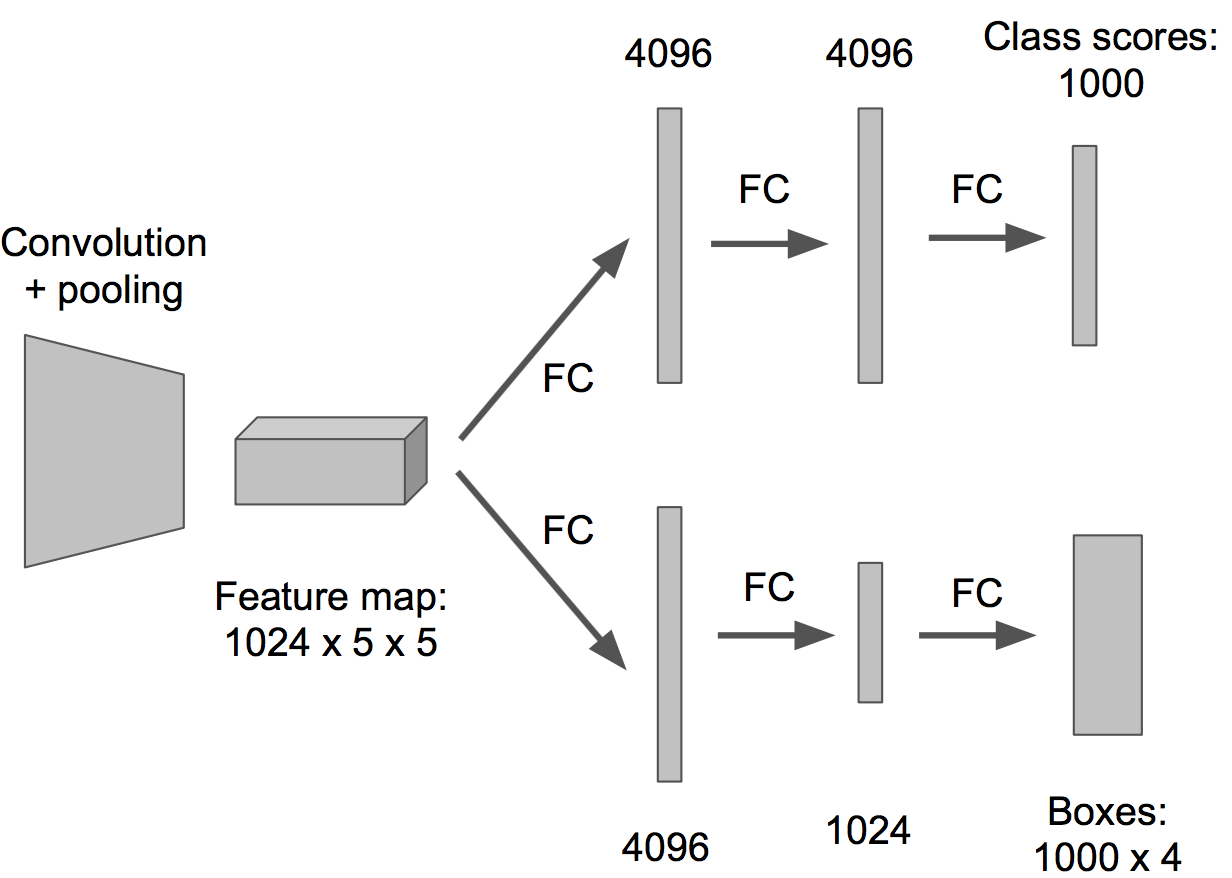 Convolution
+ pooling
Feature map:
1024 x 5 x 5
FC
4096
FC
4096
FC
Class scores:
1000
FC
4096
FC
1024
FC
Boxes:
1000 x 4